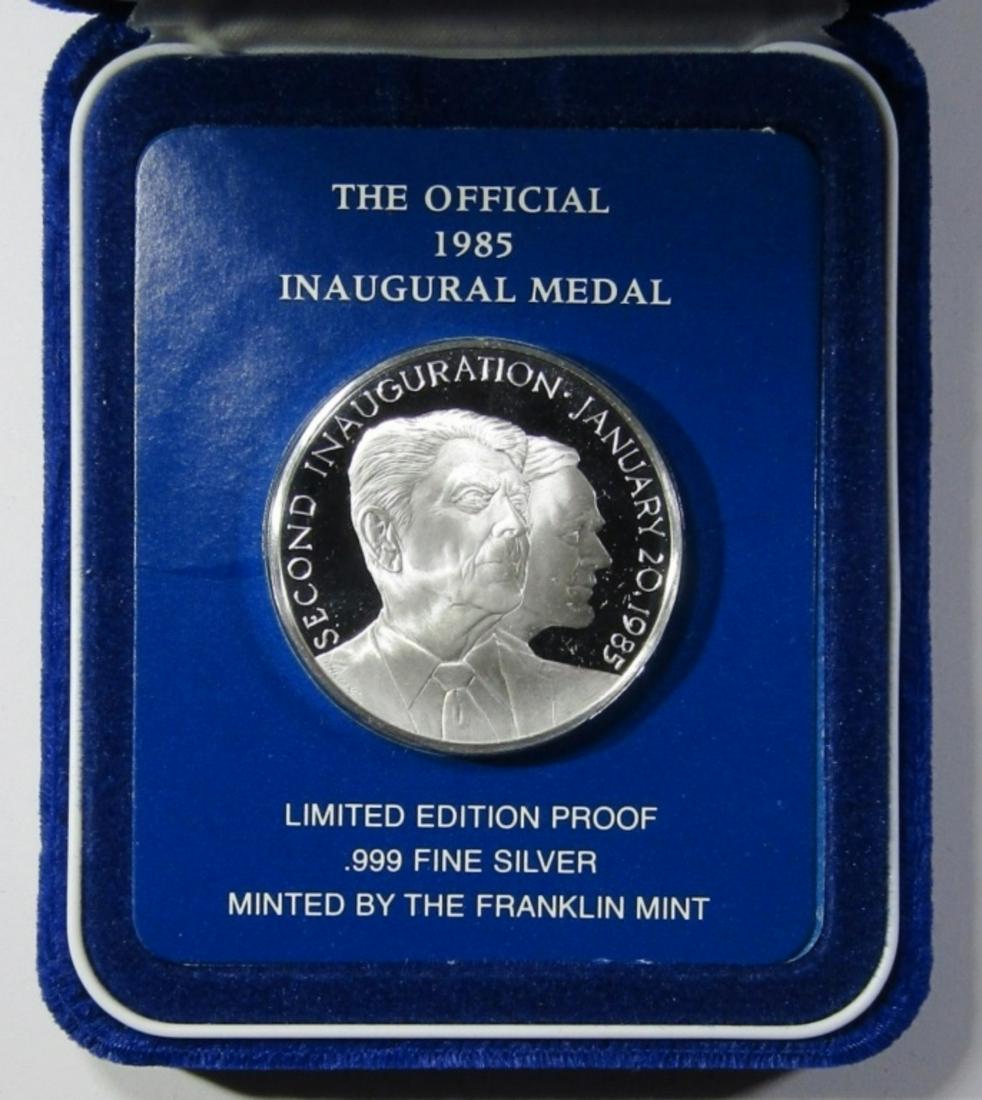 THE OFFICIAL
1985
INAUGURAL MEDAL
SECOND INAUGURATION · JANUARY 20, 1985
LIMITED EDITION PROOF
.999 FINE SILVER
MINTED BY THE FRANKLIN MINT